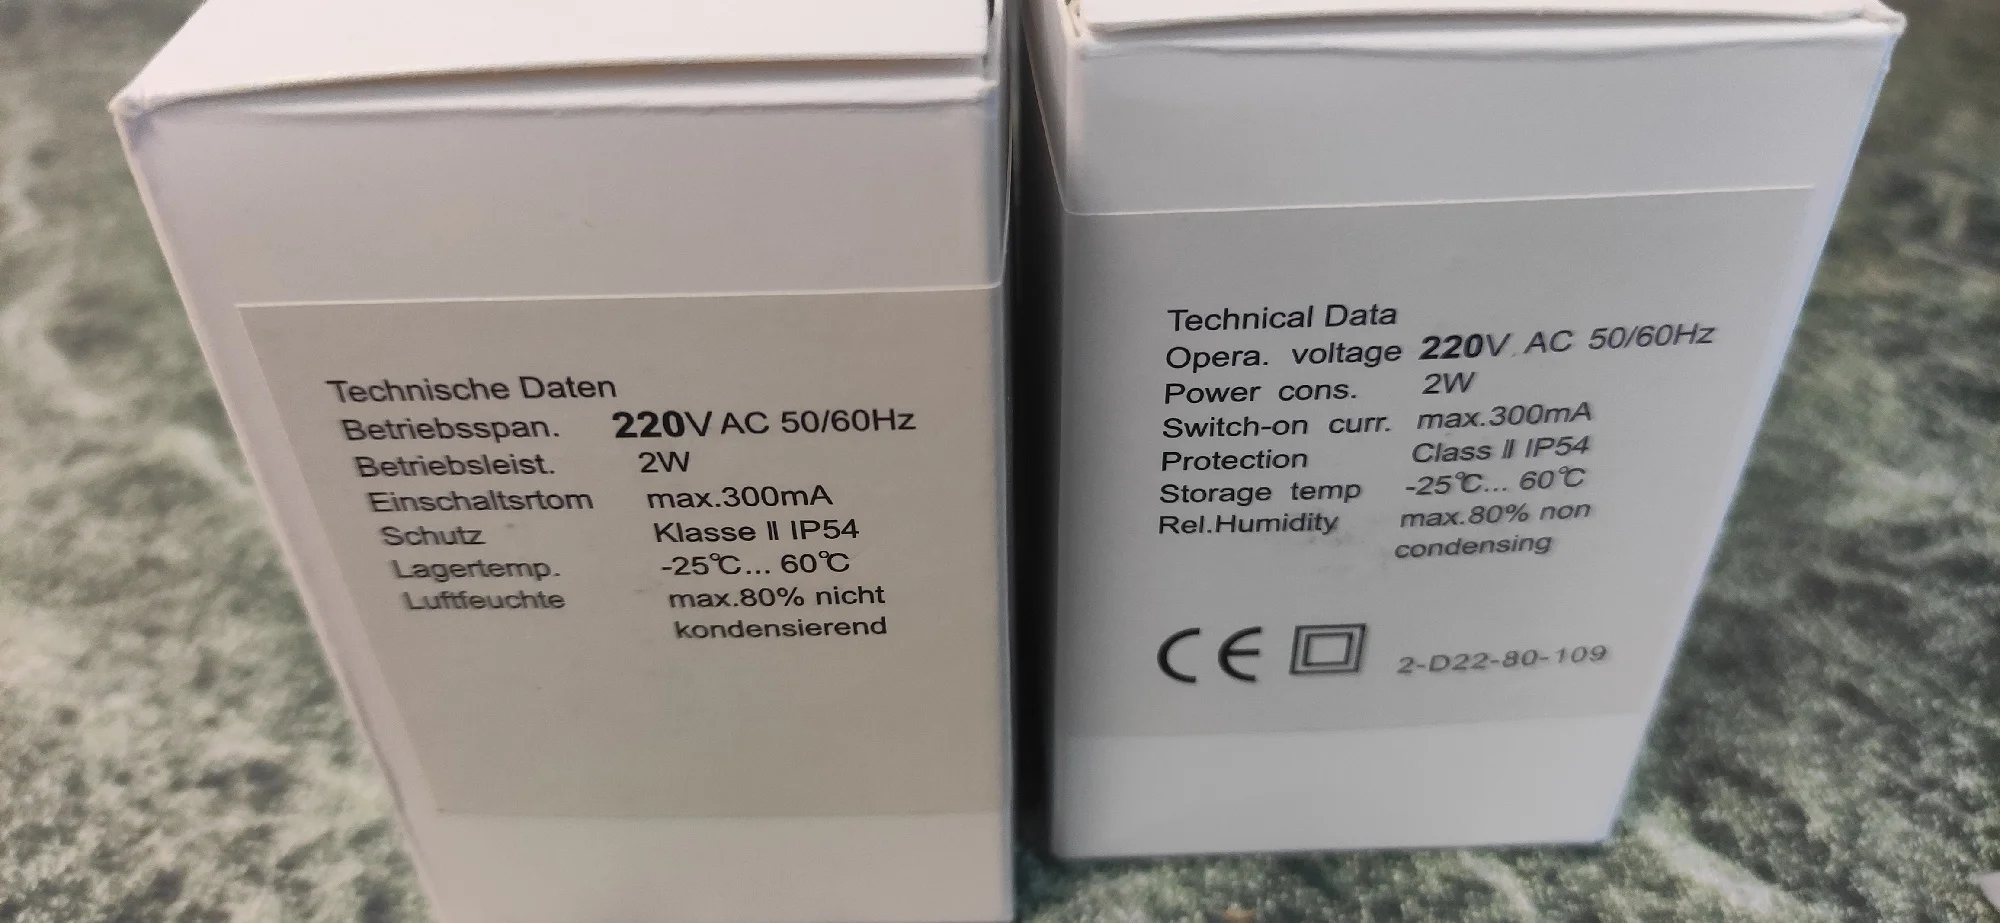 Technische Daten
Betriebsspan. 220V AC 50/60Hz
Betriebsleist. 2W
Einschaltsrtom max.300mA
Schutz Klasse II IP54
Lagertemp. -25℃... 60℃
Luftfeuchte max.80% nicht
kondensierend
Technical Data
Opera. voltage 220V AC 50/60Hz
Power cons. 2W
Switch-on curr. max.300mA
Protection Class II IP54
Storage temp -25℃... 60℃
Rel.Humidity max.80% non
condensing
CE 2-D22-80-109